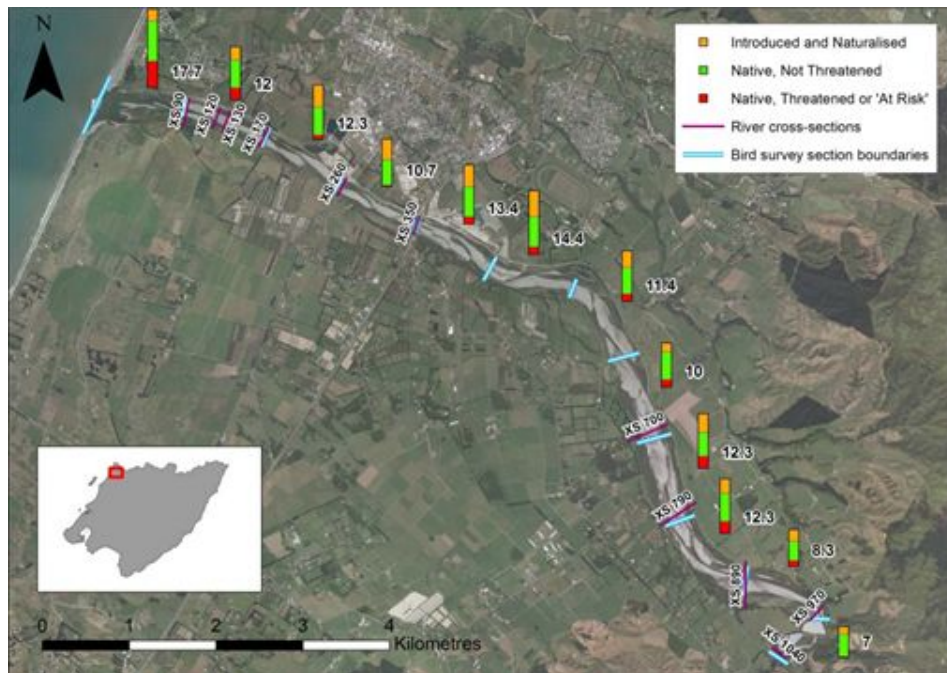 N
Introduced and Naturalised
Native, Not Threatened
Native, Threatened or 'At Risk'
River cross-sections
Bird survey section boundaries
17.7
12
12.3
10.7
13.4
14.4
11.4
10
12.3
12.3
8.3
7
XS 90
XS 120
XS 130
XS 170
XS 260
XS 350
XS 700
XS 790
XS 890
XS 970
XS 1040
0 1 2 3 4
Kilometres